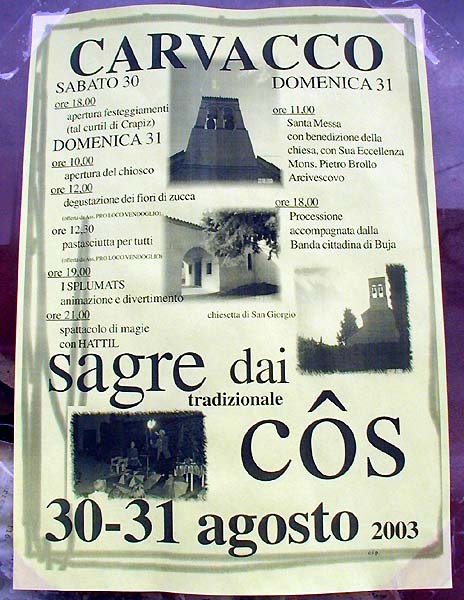 CARVACCO
SABATO 30
ore 18.00
apertura festeggiamenti
(tal curtil di Crapiz)
DOMENICA 31
ore 10.00
apertura del chiosco
ore 12,00
degustazione dei fiori di zucca
(offerta da Ass. PRO LOCO VENDOGLIO)
ore 12.30
pastasciutta per tutti
(offerta da Ass. PRO LOCO VENDOGLIO)
ore 19.00
I SPLUMATS
animazione e divertimento
ore 21,00
spattacolo di magie
con HATTIL
DOMENICA 31
ore 11.00
Santa Messa
con benedizione della
chiesa, con Sua Eccellenza
Mons. Pietro Brollo
Arcivescovo
ore 18.00
Processione
accompagnata dalla
Banda cittadina di Buja
chiesetta di San Giorgio
sagre dai
tradizionale
CÔS
30-31 agosto 2003